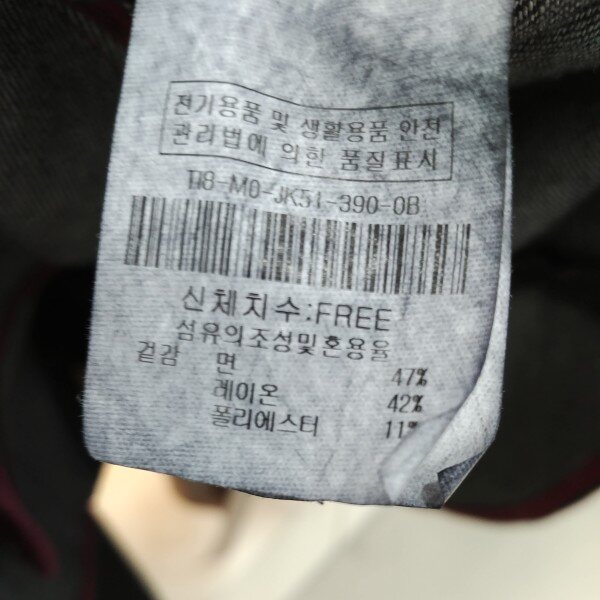 전기용품 및 생활용품 안전
관리법에 의한 품질표시
T18-M0-JK51-390-0B
신체치수:FREE
섬유의조성및혼용율
겉감 면 47%
레이온 42%
폴리에스터 11%